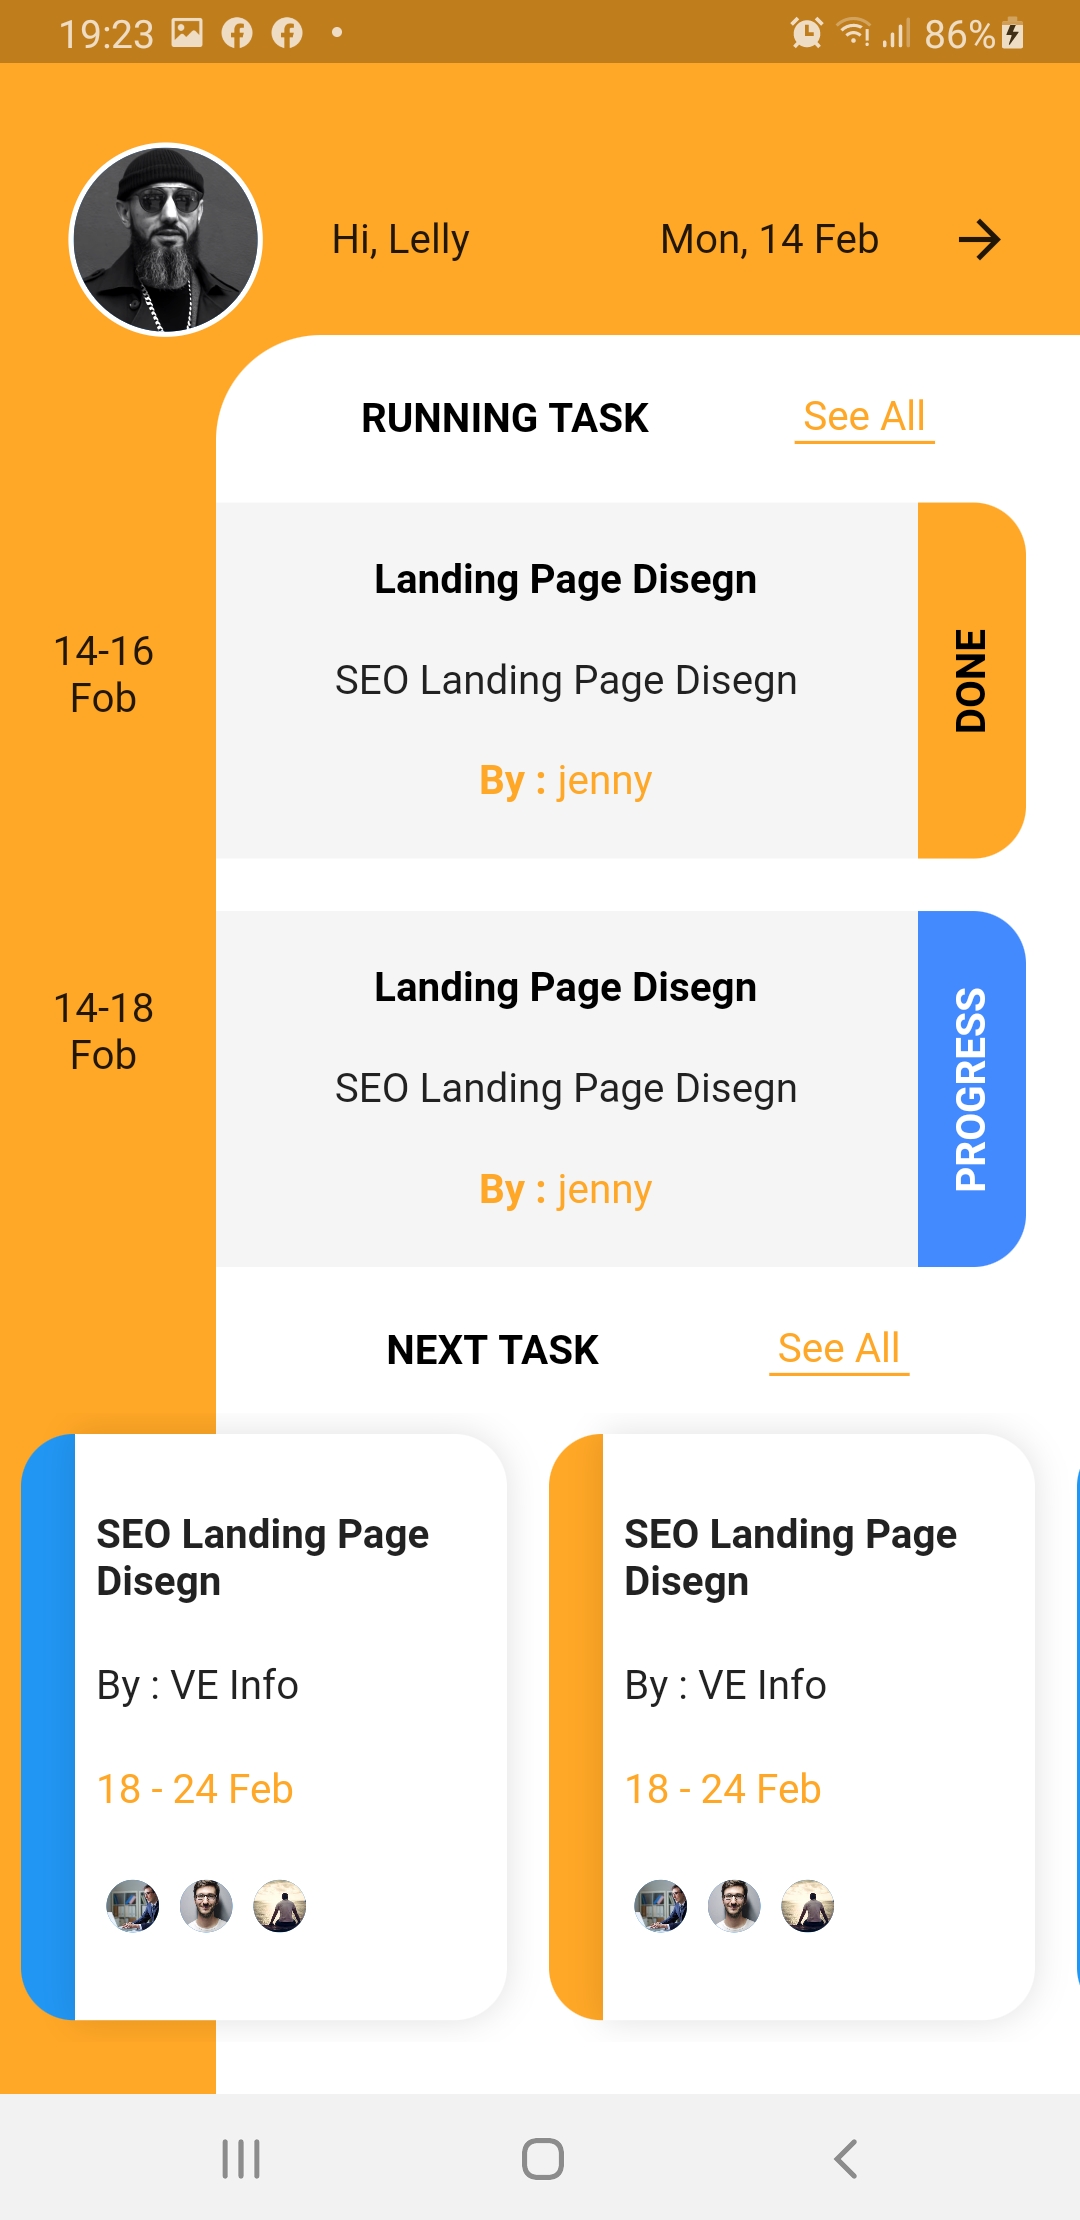 19:23
86%
Hi, Lelly
Mon, 14 Feb
RUNNING TASK
See All
14-16
Fob
Landing Page Disegn
SEO Landing Page Disegn
By : jenny
DONE
14-18
Fob
Landing Page Disegn
SEO Landing Page Disegn
By : jenny
PROGRESS
NEXT TASK
See All
SEO Landing Page
Disegn
By : VE Info
18 - 24 Feb
SEO Landing Page
Disegn
By : VE Info
18 - 24 Feb